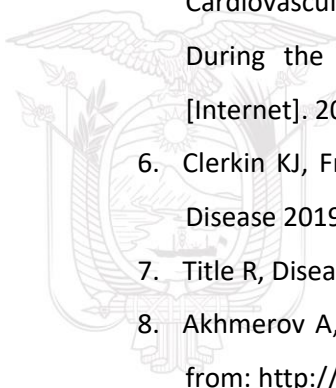 Cardiovascul
During the
[Internet]. 20
6. Clerkin KJ, Fr
Disease 2019
7. Title R, Disea
8. Akhmerov A,
from: http://